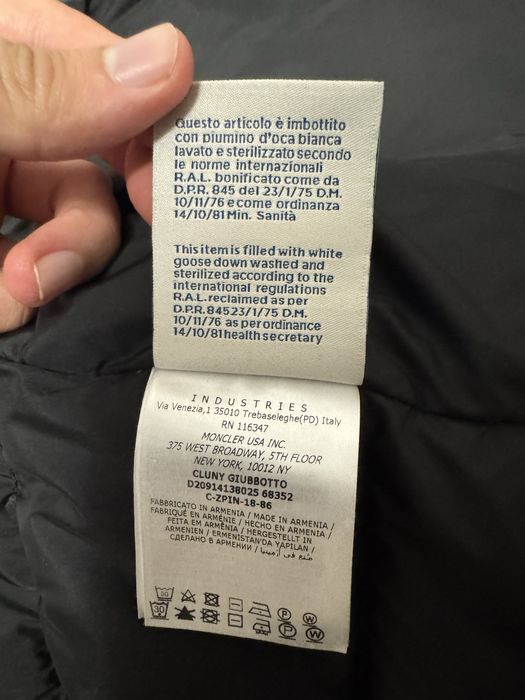 Questo articolo è imbottito
con piumino d'oca bianca
lavato e sterilizzato secondo
le norme internazionali
R.A.L. bonificato come da
D.P.R. 845 del 23/1/75 D.M.
10/11/76 e come ordinanza
14/10/81 Min. Sanità
This item is filled with white
goose down washed and
sterilized according to the
international regulations
R.A.L. reclaimed as per
D.P.R. 84523/1/75 D.M.
10/11/76 as per ordinance
14/10/81 health secretary
INDUSTRIES
Via Venezia,1 35010 Trebaseleghe(PD) Italy
RN 116347
MONCLER USA INC.
375 WEST BROADWAY, 5TH FLOOR
NEW YORK, 10012 NY
CLUNY GIUBBOTTO
D20914138025 68352
C-ZPIN-18-86
FABBRICATO IN ARMENIA / MADE IN ARMENIA /
FABRIQUÉ EN ARMÉNIE / HECHO EN ARMENIA /
FEITA EM ARMÊNIA / HERGESTELLT IN
ARMENIEN / ERMENİSTAN'DA YAPILAN /
СДЕЛАНО В АРМЕНИИ / صنع في أرمينيا
30